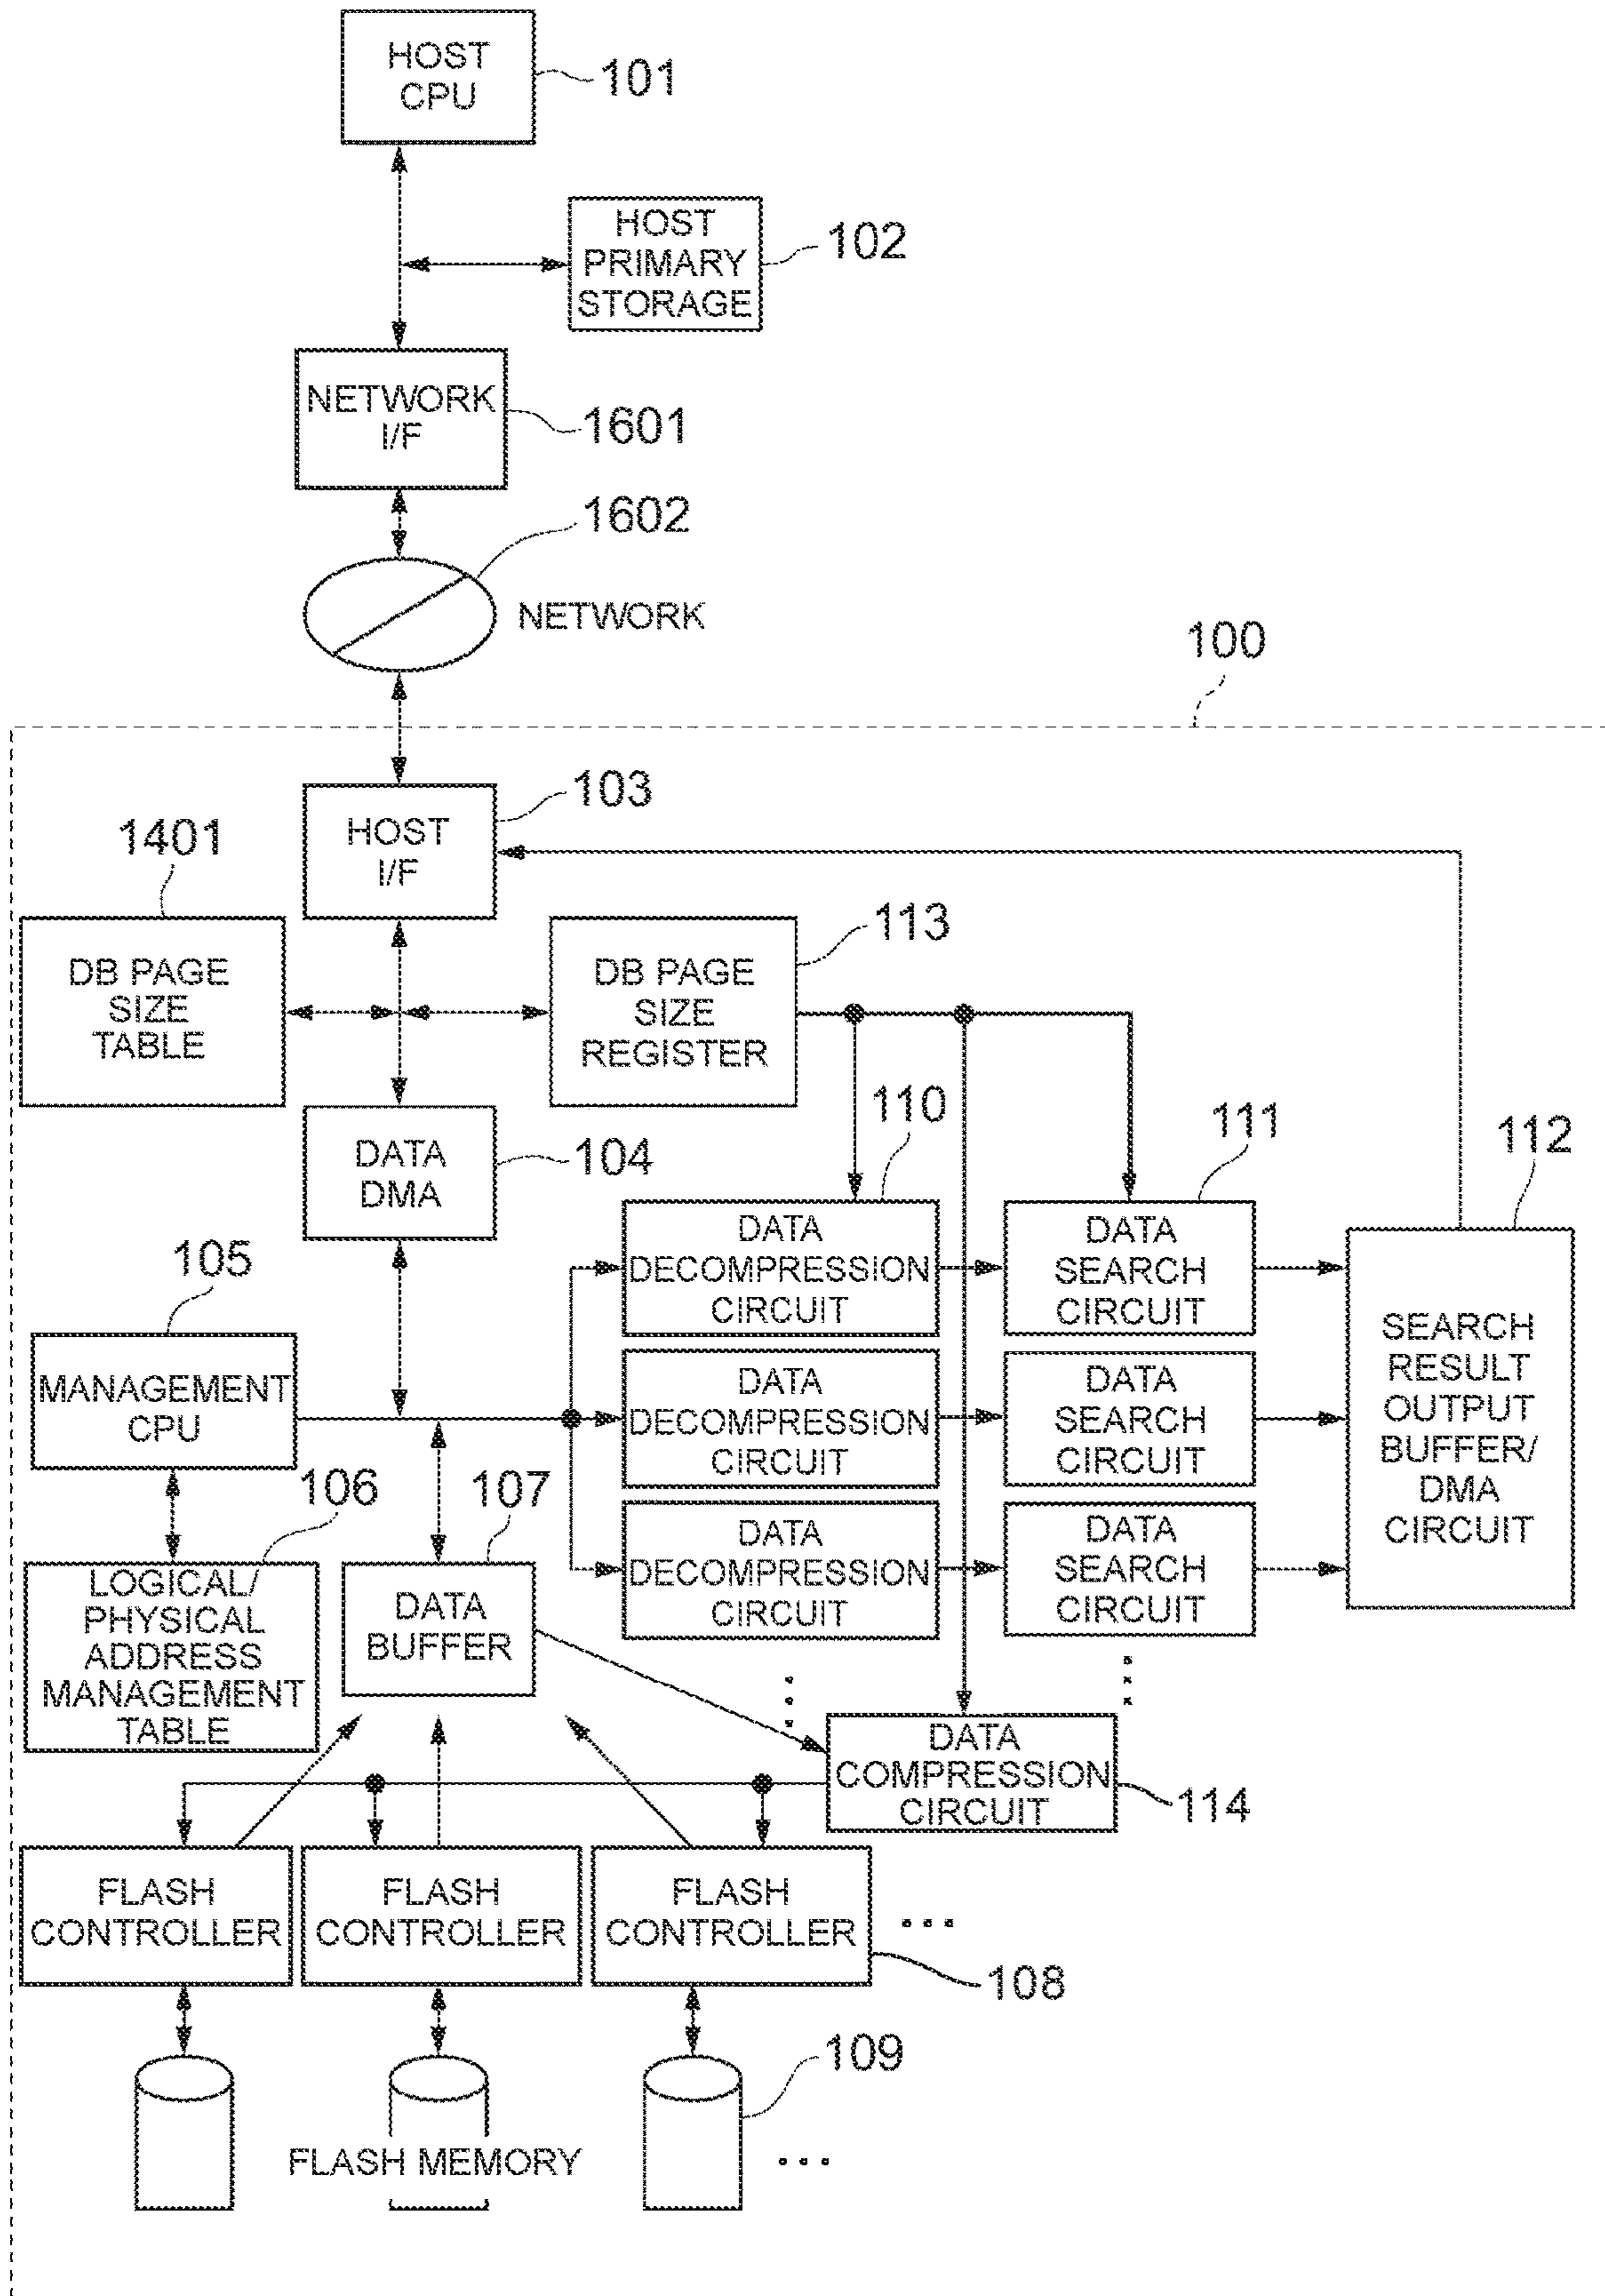 HOST
CPU
101
HOST
PRIMARY
STORAGE
102
NETWORK
I/F
1601
1602
NETWORK
100
103
HOST
I/F
1401
DB PAGE
SIZE
TABLE
113
DB PAGE
SIZE
REGISTER
110
111
112
DATA
DMA
104
DATA
DECOMPRESSION
CIRCUIT
DATA
SEARCH
CIRCUIT
105
MANAGEMENT
CPU
DATA
DECOMPRESSION
CIRCUIT
DATA
SEARCH
CIRCUIT
SEARCH
RESULT
OUTPUT
BUFFER/
DMA
CIRCUIT
106
107
DATA
DECOMPRESSION
CIRCUIT
DATA
SEARCH
CIRCUIT
LOGICAL/
PHYSICAL
ADDRESS
MANAGEMENT
TABLE
DATA
BUFFER
DATA
COMPRESSION
CIRCUIT
114
FLASH
CONTROLLER
FLASH
CONTROLLER
FLASH
CONTROLLER
108
109
FLASH MEMORY